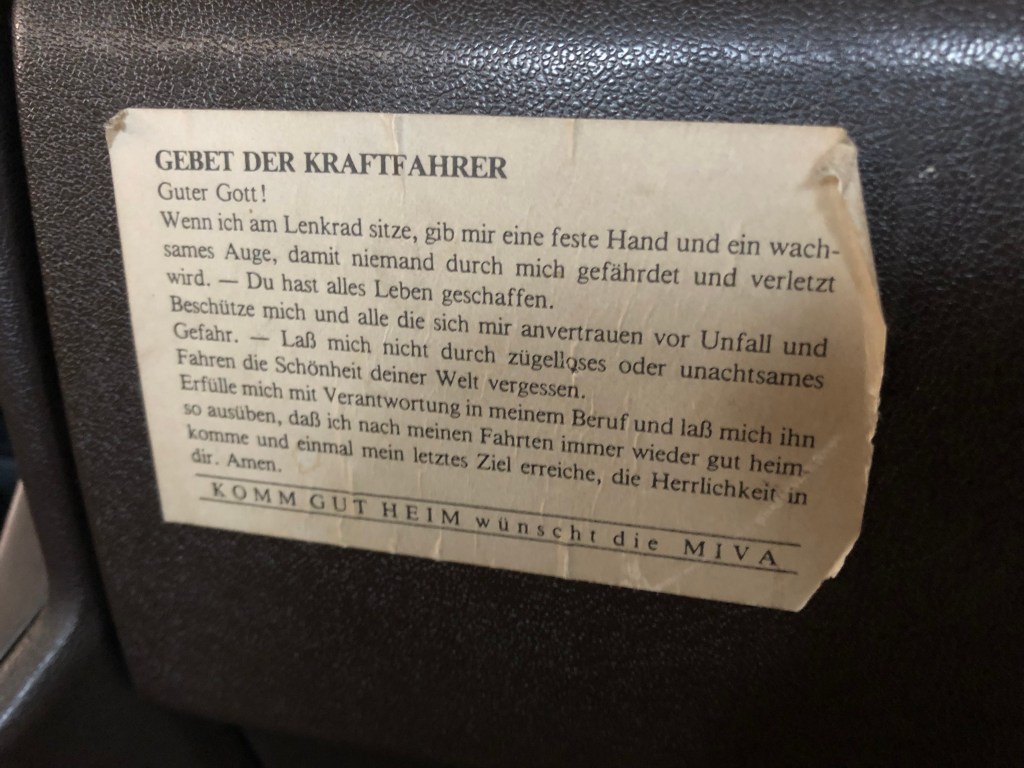 GEBET DER KRAFTFAHRER
Guter Gott!
Wenn ich am Lenkrad sitze, gib mir eine feste Hand und ein wach-
sames Auge, damit niemand durch mich gefährdet und verletzt
wird. — Du hast alles Leben geschaffen.
Beschütze mich und alle die sich mir anvertrauen vor Unfall und
Gefahr. — Laß mich nicht durch zügelloses oder unachtsames
Fahren die Schönheit deiner Welt vergessen.
Erfülle mich mit Verantwortung in meinem Beruf und laß mich ihn
so ausüben, daß ich nach meinen Fahrten immer wieder gut heim-
komme und einmal mein letztes Ziel erreiche, die Herrlichkeit in
dir. Amen.
KOMM GUT HEIM wünscht die MIVA